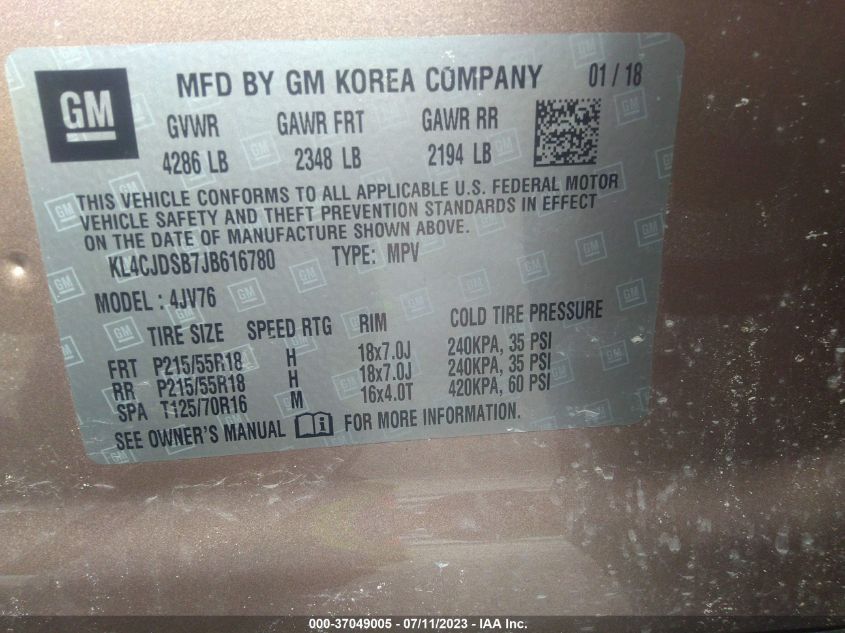 GM
MFD BY GM KOREA COMPANY 01 / 18
GVWR GAWR FRT GAWR RR
4286 LB 2348 LB 2194 LB
THIS VEHICLE CONFORMS TO ALL APPLICABLE U.S. FEDERAL MOTOR
VEHICLE SAFETY AND THEFT PREVENTION STANDARDS IN EFFECT
ON THE DATE OF MANUFACTURE SHOWN ABOVE.
KL4CJDSB7JB616780 TYPE: MPV
MODEL : 4JV76
TIRE SIZE SPEED RTG RIM COLD TIRE PRESSURE
FRT P215/55R18 H 18x7.0J 240KPA, 35 PSI
RR P215/55R18 H 18x7.0J 240KPA, 35 PSI
SPA T125/70R16 M 16x4.0T 420KPA, 60 PSI
SEE OWNER'S MANUAL FOR MORE INFORMATION.
000-37049005 - 07/11/2023 - IAA Inc.